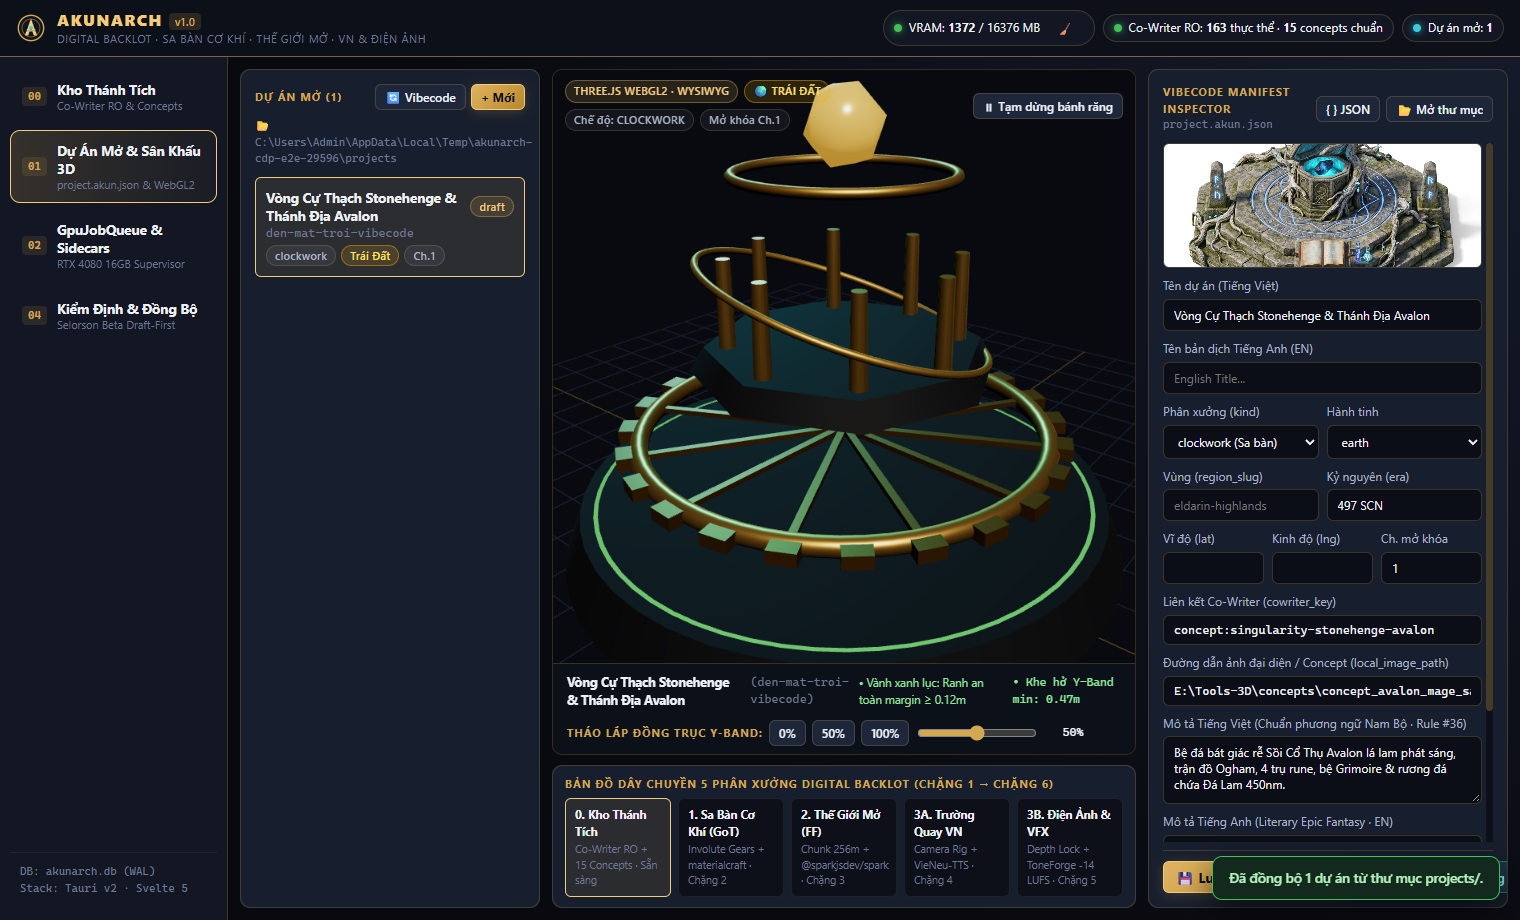 AKUNARCH v1.0
DIGITAL BACKLOT · SA BÀN CƠ KHÍ · THẾ GIỚI MỞ · VN & ĐIỆN ẢNH
VRAM: 1372 / 16376 MB
Co-Writer RO: 163 thực thể · 15 concepts chuẩn
Dự án mở: 1
00
Kho Thánh Tích
Co-Writer RO & Concepts
01
Dự Án Mở & Sân Khấu
3D
project.akun.json & WebGL2
02
GpuJobQueue &
Sidecars
RTX 4080 16GB Supervisor
04
Kiểm Định & Đồng Bộ
Selorson Beta Draft-First
DB: akunarch.db (WAL)
Stack: Tauri v2 · Svelte 5
DỰ ÁN MỞ (1)
Vibecode
+ Mới
C:\Users\Admin\AppData\Local\Temp\akunarch-
cdp-e2e-29596\projects
Vòng Cự Thạch Stonehenge &
Thánh Địa Avalon
draft
den-mat-troi-vibecode
clockwork
Trái Đất
Ch.1
THREE.JS WEBGL2 · WYSIWYG
TRÁI ĐẤT
Chế độ: CLOCKWORK
Mở khóa Ch.1
Tạm dừng bánh răng
Vòng Cự Thạch Stonehenge
& Thánh Địa Avalon
(den-mat-troi-
vibecode)
• Vành xanh lục: Ranh an
toàn margin ≥ 0.12m
• Khe hở Y-Band
min: 0.47m
THÁO LẮP ĐỒNG TRỤC Y-BAND:
0%
50%
100%
50%
BẢN ĐỒ DÂY CHUYỀN 5 PHÂN XƯỞNG DIGITAL BACKLOT (CHẶNG 1 → CHẶNG 6)
0. Kho Thánh
Tích
Co-Writer RO +
15 Concepts · Sẵn
sàng
1. Sa Bàn Cơ
Khí (GoT)
Involute Gears +
materialcraft ·
Chặng 2
2. Thế Giới Mở
(FF)
Chunk 256m +
@sparkjsdev/spark
· Chặng 3
3A. Trường
Quay VN
Camera Rig +
VieNeu-TTS ·
Chặng 4
3B. Điện Ảnh &
VFX
Depth Lock +
ToneForge -14
LUFS · Chặng 5
VIBECODE MANIFEST
INSPECTOR
project.akun.json
{ } JSON
Mở thư mục
Tên dự án (Tiếng Việt)
Vòng Cự Thạch Stonehenge & Thánh Địa Avalon
Tên bản dịch Tiếng Anh (EN)
English Title...
Phân xưởng (kind)
Hành tinh
clockwork (Sa bàn)
earth
Vùng (region_slug)
Kỷ nguyên (era)
eldarin-highlands
497 SCN
Vĩ độ (lat)
Kinh độ (lng)
Ch. mở khóa
1
Liên kết Co-Writer (cowriter_key)
concept:singularity-stonehenge-avalon
Đường dẫn ảnh đại diện / Concept (local_image_path)
E:\Tools-3D\concepts\concept_avalon_mage_sa
Mô tả Tiếng Việt (Chuẩn phương ngữ Nam Bộ · Rule #36)
Bệ đá bát giác rễ Sồi Cổ Thụ Avalon lá lam phát sáng,
trận đồ Ogham, 4 trụ rune, bệ Grimoire & rương đá
chứa Đá Lam 450nm.
Mô tả Tiếng Anh (Literary Epic Fantasy · EN)
Đã đồng bộ 1 dự án từ thư mục projects/.